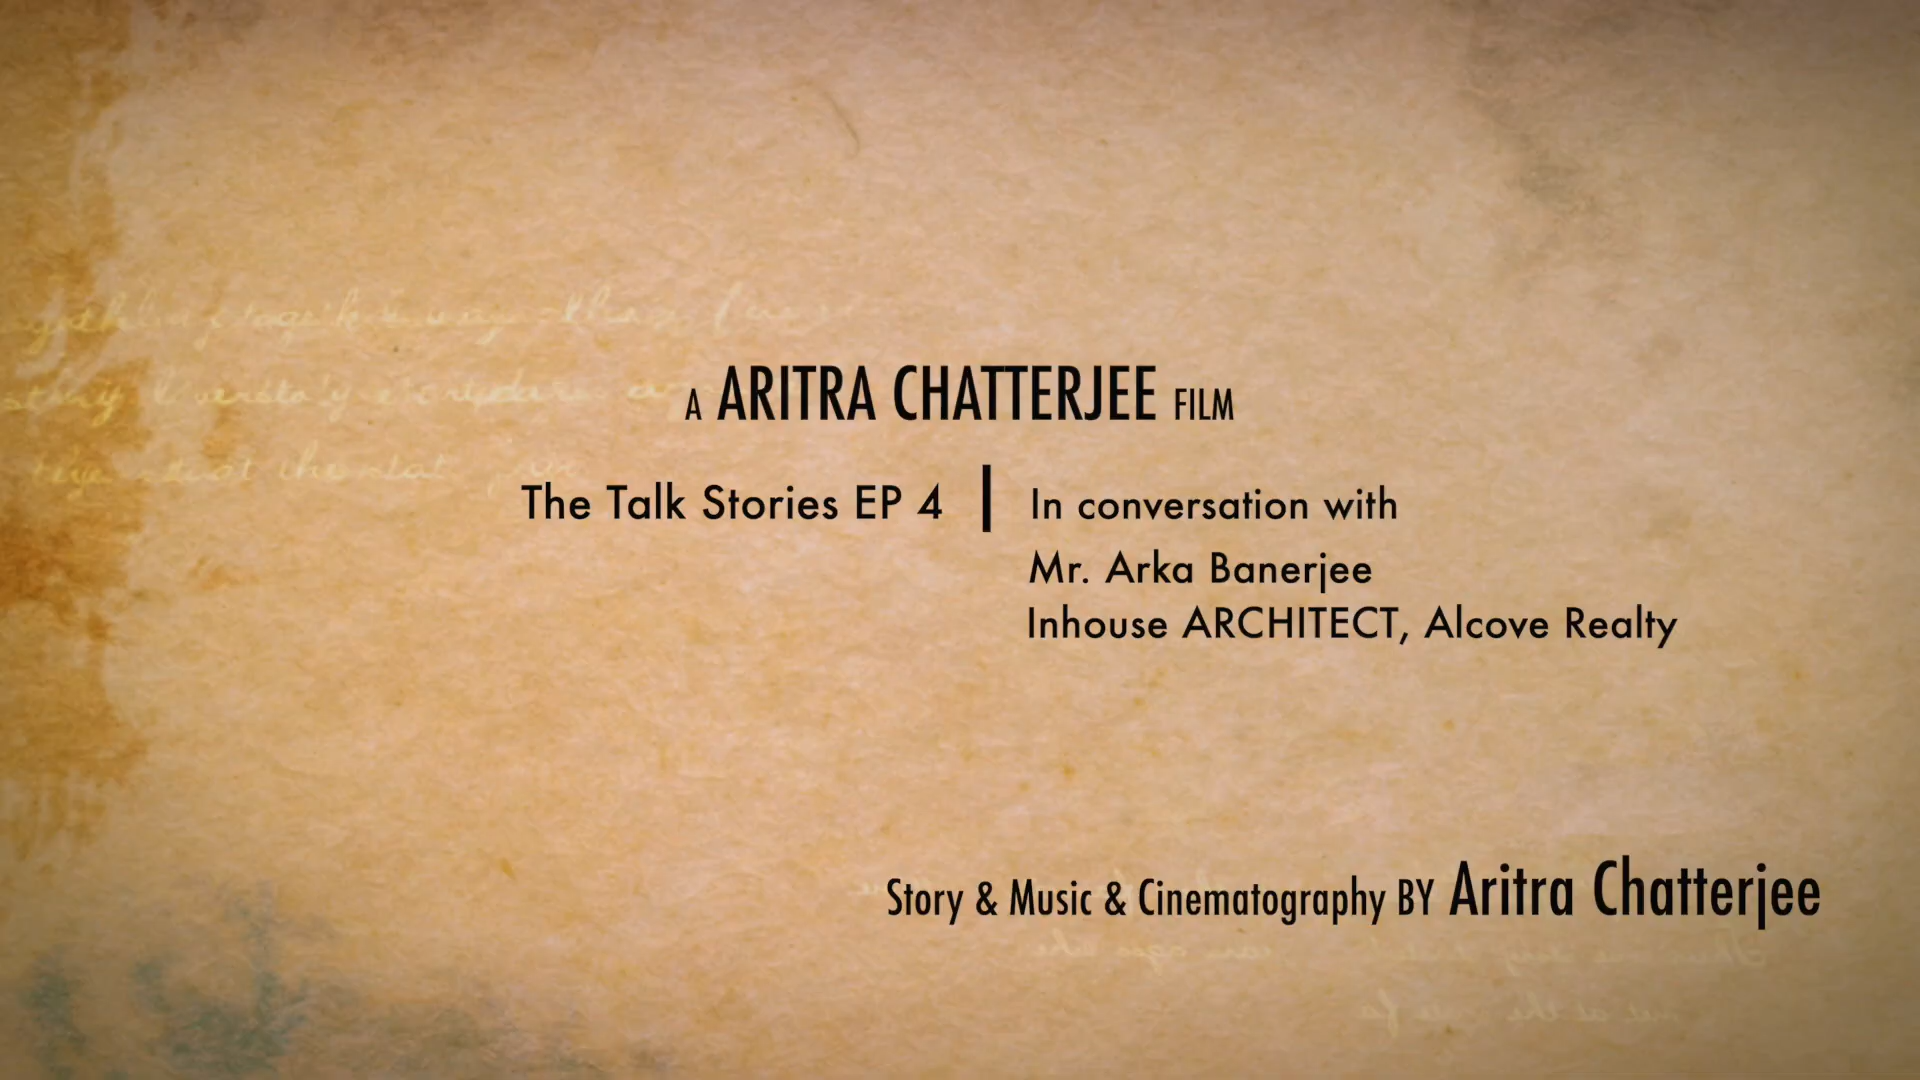 A ARITRA CHATTERJEE FILM
The Talk Stories EP 4 | In conversation with
Mr. Arka Banerjee
Inhouse ARCHITECT, Alcove Realty
Story & Music & Cinematography BY Aritra Chatterjee